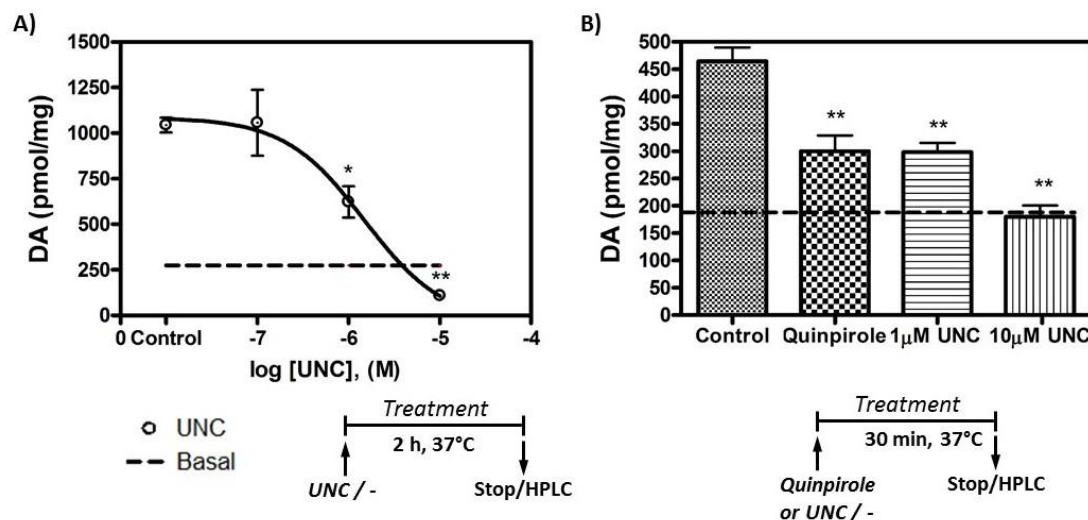 A)
1500
1250
1000
750
500
250
0
DA (pmol/mg)
*
**
0 Control -7 -6 -5 -4
log [UNC], (M)
UNC
Basal
Treatment
2 h, 37°C
UNC / -
Stop/HPLC
B)
500
450
400
350
300
250
200
150
100
50
0
DA (pmol/mg)
**
**
**
Control Quinpirole 1μM UNC 10μM UNC
Treatment
30 min, 37°C
Quinpirole
or UNC / -
Stop/HPLC